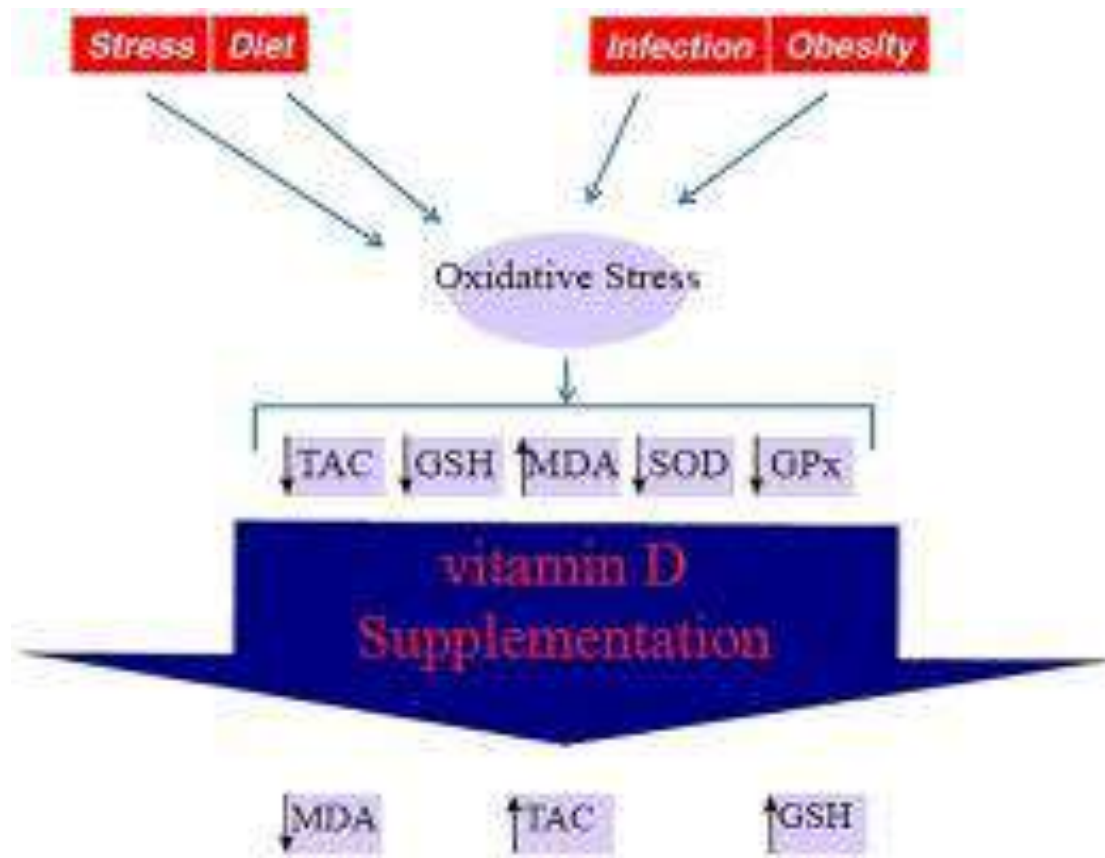 Stress Diet Infection Obesity
Oxidative Stress
TAC GSH MDA SOD GPx
vitamin D
Supplementation
MDA TAC GSH